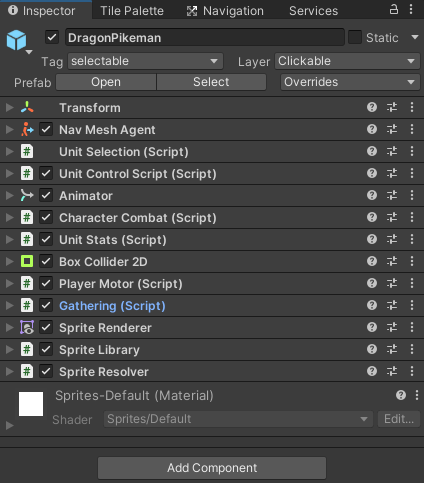 Inspector Tile Palette Navigation Services
DragonPikeman Static
Tag selectable Layer Clickable
Prefab Open Select Overrides
Transform
Nav Mesh Agent
# Unit Selection (Script)
# Unit Control Script (Script)
Animator
# Character Combat (Script)
# Unit Stats (Script)
Box Collider 2D
# Player Motor (Script)
# Gathering (Script)
Sprite Renderer
# Sprite Library
# Sprite Resolver
Sprites-Default (Material)
Shader Sprites/Default Edit...
Add Component